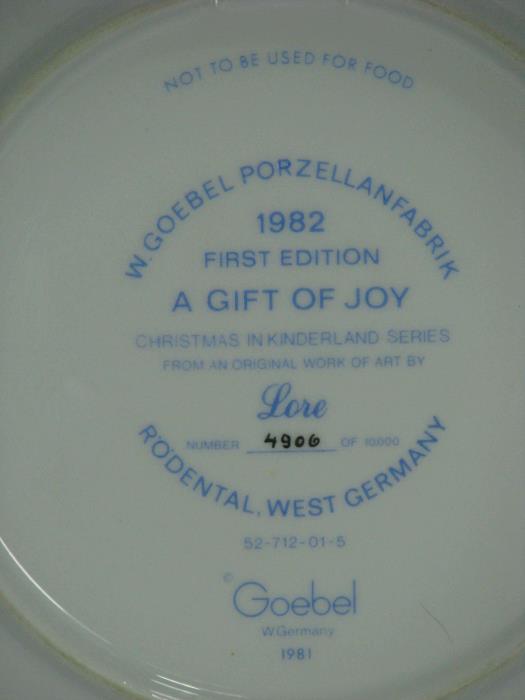 NOT TO BE USED FOR FOOD
W. GOEBEL PORZELLANFABRIK
1982
FIRST EDITION
A GIFT OF JOY
CHRISTMAS IN KINDERLAND SERIES
FROM AN ORIGINAL WORK OF ART BY
Lore
NUMBER 4906 OF 10,000
RÖDENTAL, WEST GERMANY
52-712-01-5
© Goebel
W.Germany
1981